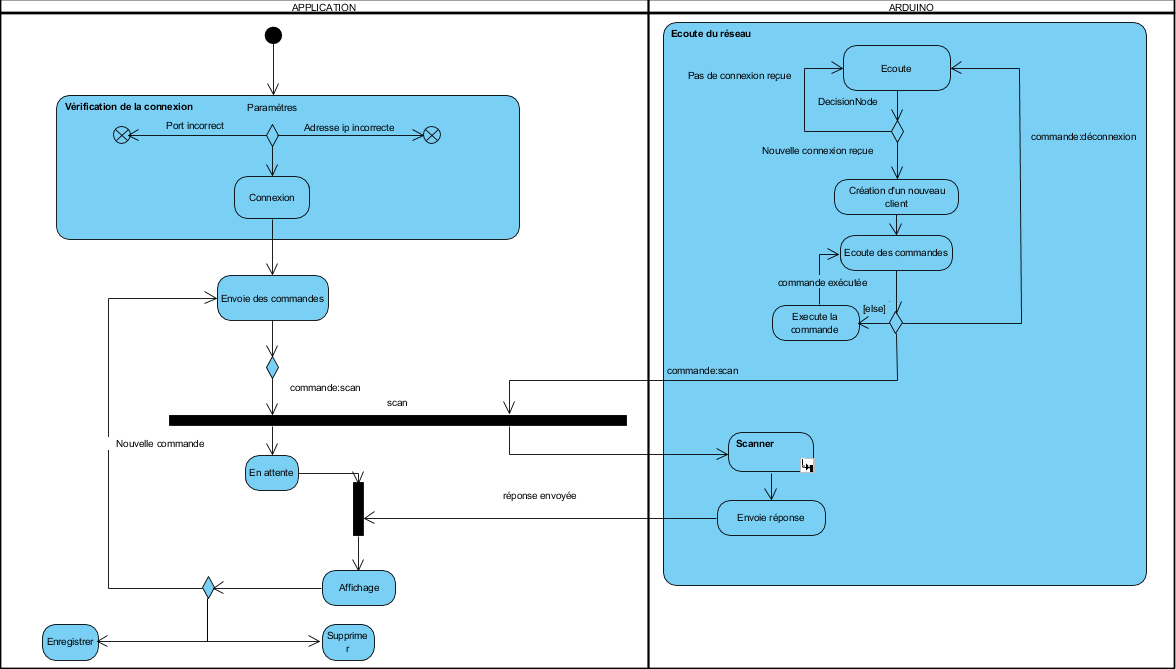 APPLICATION
ARDUINO
Vérification de la connexion
Paramètres
Port incorrect
Adresse ip incorrecte
Connexion
Envoie des commandes
commande:scan
scan
Nouvelle commande
En attente
réponse envoyée
Affichage
Enregistrer
Supprime
r
Ecoute du réseau
Ecoute
Pas de connexion reçue
DecisionNode
commande:déconnexion
Nouvelle connexion reçue
Création d'un nouveau
client
Ecoute des commandes
commande exécutée
[else]
Execute la
commande
commande:scan
Scanner
Envoie réponse